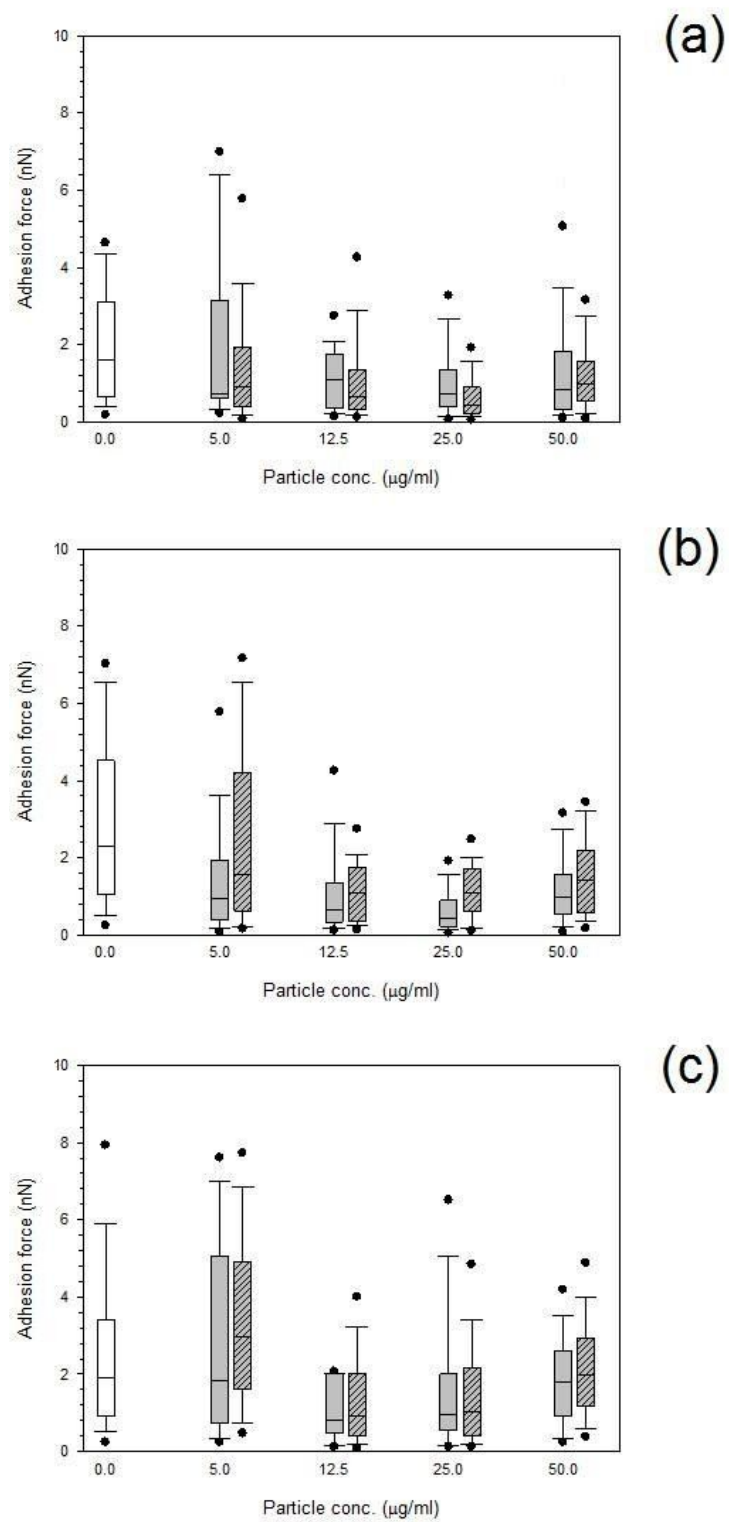 (a)
10
8
6
4
2
0
Adhesion force (nN)
0.0 5.0 12.5 25.0 50.0
Particle conc. (μg/ml)
(b)
10
8
6
4
2
0
Adhesion force (nN)
0.0 5.0 12.5 25.0 50.0
Particle conc. (μg/ml)
(c)
10
8
6
4
2
0
Adhesion force (nN)
0.0 5.0 12.5 25.0 50.0
Particle conc. (μg/ml)